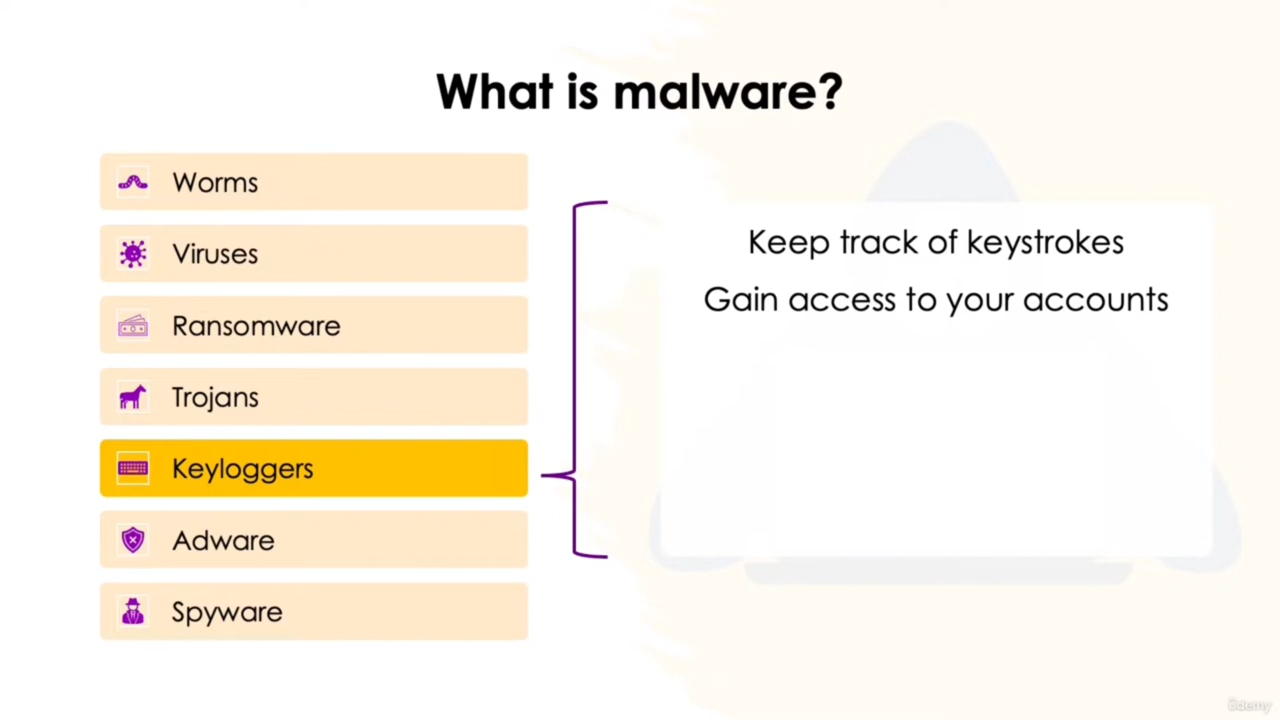 What is malware?
Worms
Viruses
Ransomware
Trojans
Keyloggers
Adware
Spyware
Keep track of keystrokes
Gain access to your accounts
Udemy